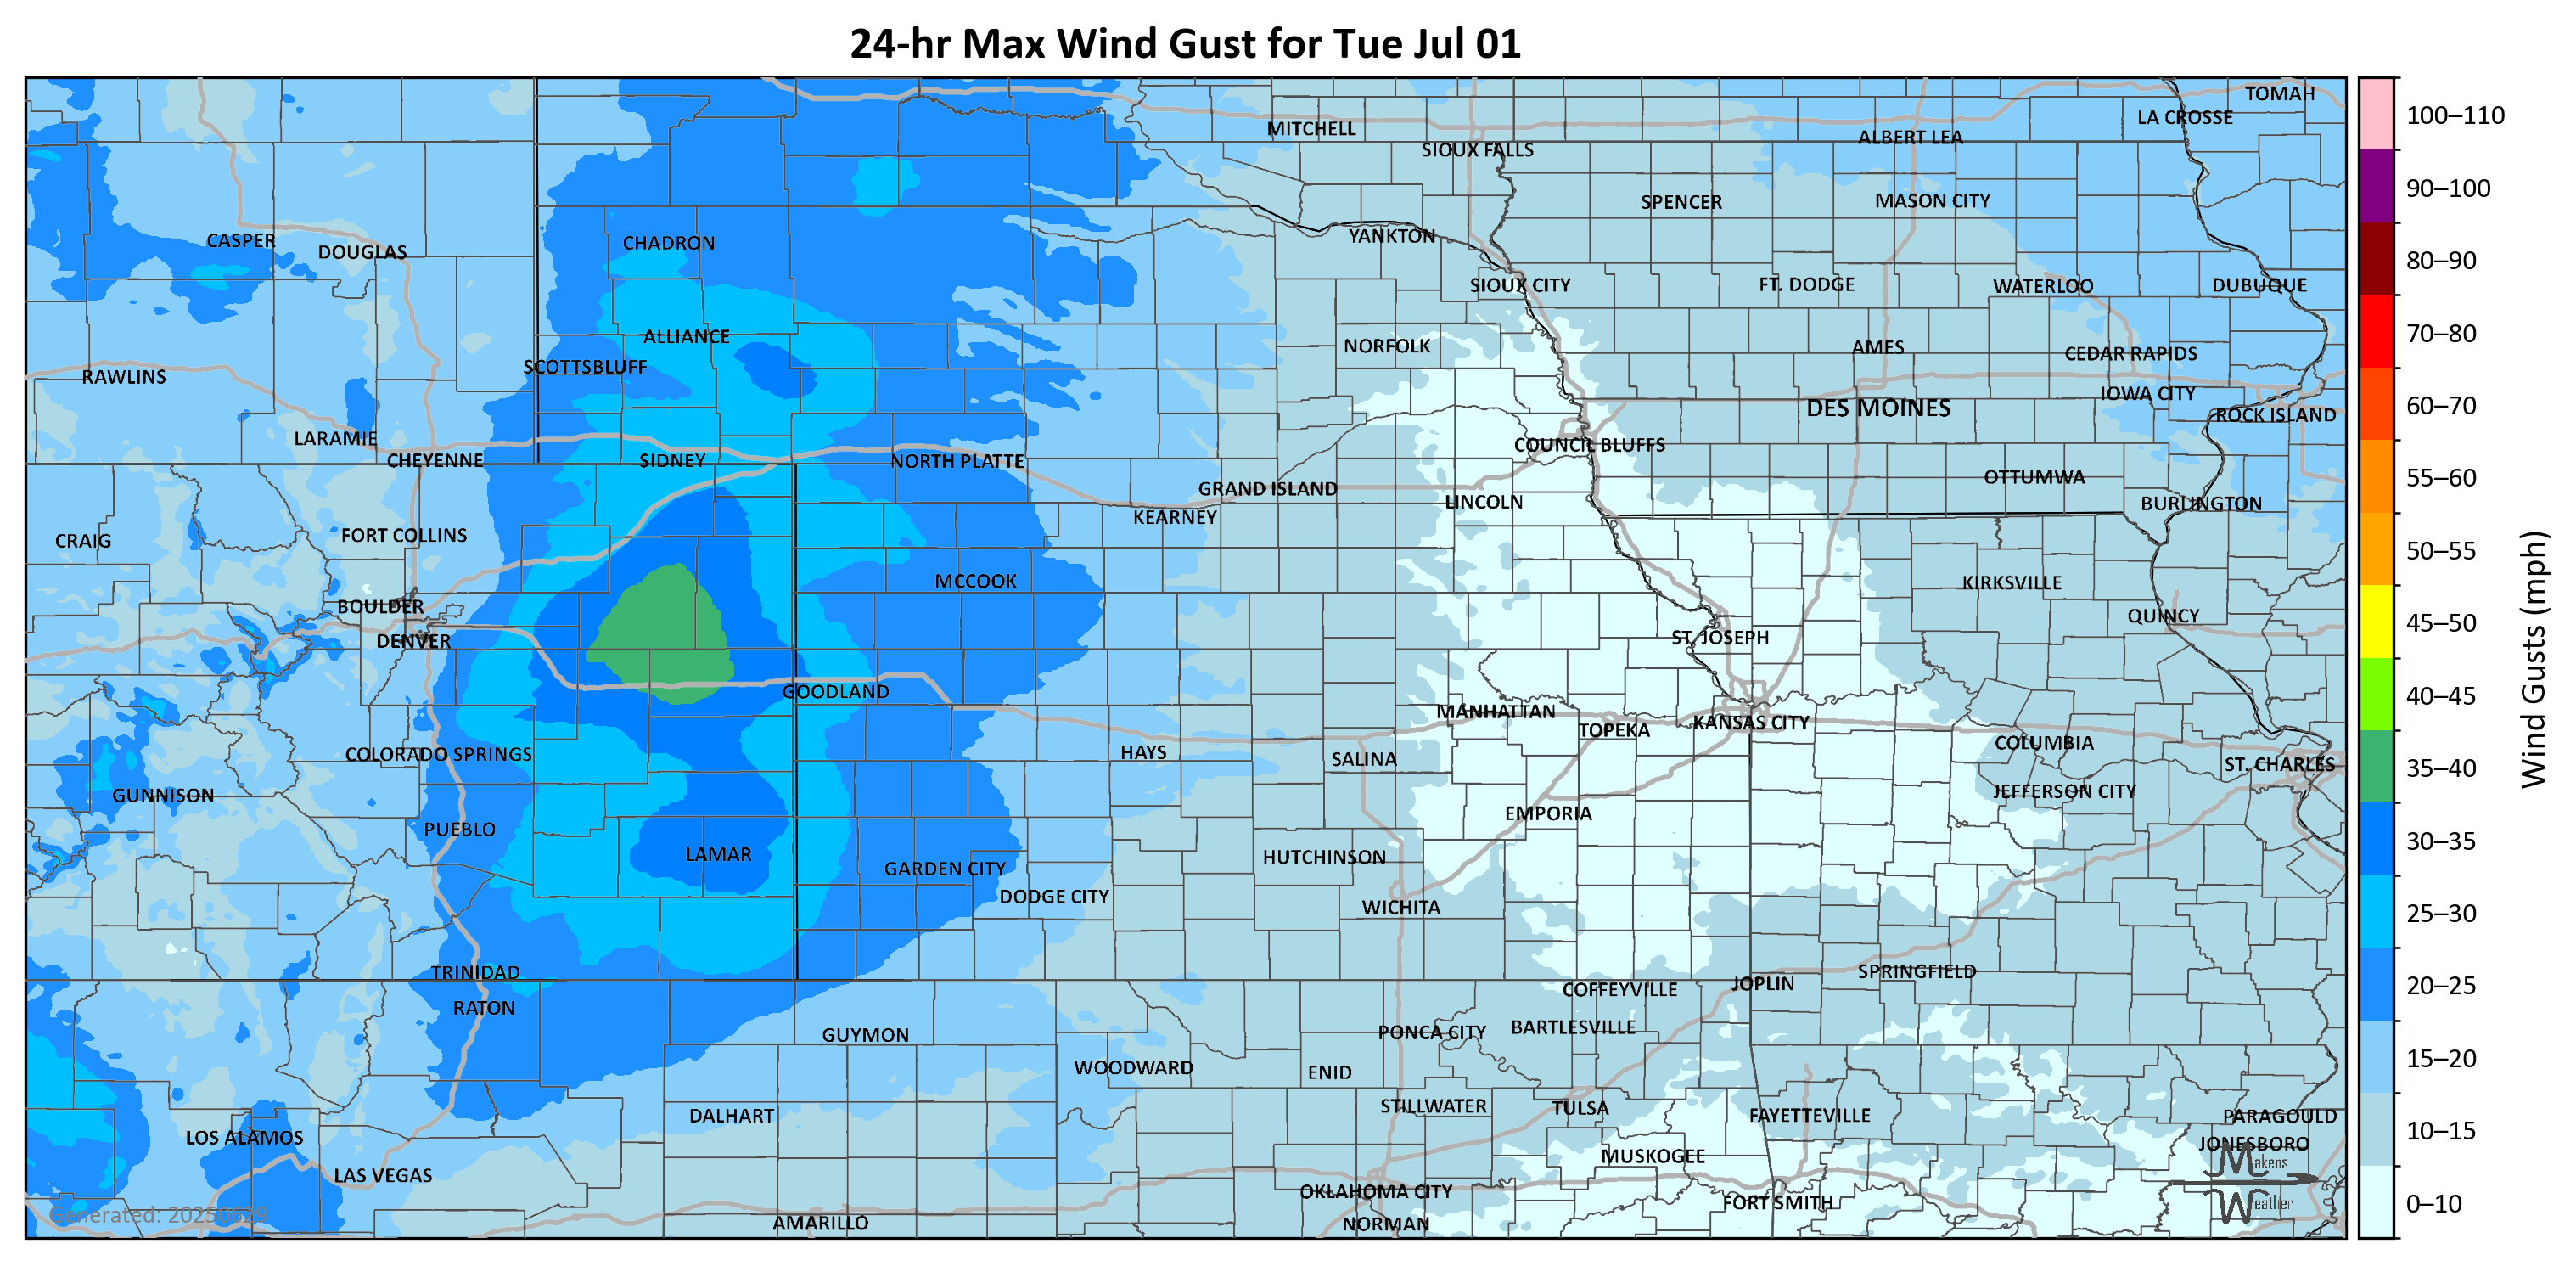 24-hr Max Wind Gust for Tue Jul 01
TOMAH
LA CROSSE
MITCHELL
ALBERT LEA
SIOUX FALLS
SPENCER
MASON CITY
CASPER
DOUGLAS
CHADRON
YANKTON
SIOUX CITY
FT. DODGE
WATERLOO
DUBUQUE
ALLIANCE
NORFOLK
AMES
CEDAR RAPIDS
SCOTTSBLUFF
RAWLINS
IOWA CITY
DES MOINES
ROCK ISLAND
LARAMIE
COUNCIL BLUFFS
CHEYENNE
SIDNEY
NORTH PLATTE
OTTUMWA
GRAND ISLAND
LINCOLN
BURLINGTON
KEARNEY
CRAIG
FORT COLLINS
MCCOOK
KIRKSVILLE
BOULDER
QUINCY
DENVER
ST. JOSEPH
GOODLAND
MANHATTAN
TOPEKA
KANSAS CITY
COLUMBIA
COLORADO SPRINGS
HAYS
SALINA
ST. CHARLES
GUNNISON
JEFFERSON CITY
EMPORIA
PUEBLO
LAMAR
HUTCHINSON
GARDEN CITY
DODGE CITY
WICHITA
TRINIDAD
SPRINGFIELD
JOPLIN
COFFEYVILLE
RATON
GUYMON
PONCA CITY
BARTLESVILLE
WOODWARD
ENID
DALHART
STILLWATER
TULSA
FAYETTEVILLE
PARAGOULD
LOS ALAMOS
JONESBORO
MUSKOGEE
LAS VEGAS
OKLAHOMA CITY
FORT SMITH
AMARILLO
NORMAN
Generated: 20250629
Makens
Weather
100–110
90–100
80–90
70–80
60–70
55–60
50–55
45–50
40–45
35–40
30–35
25–30
20–25
15–20
10–15
0–10
Wind Gusts (mph)